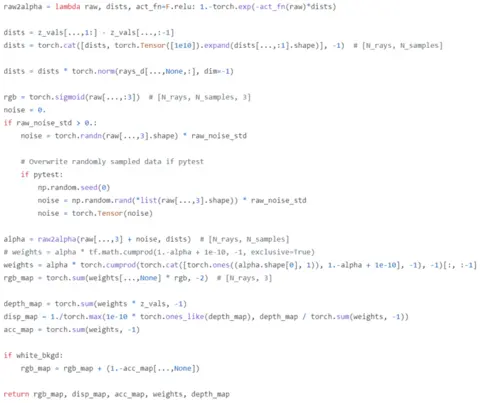 raw2alpha = lambda raw, dists, act_fn=F.relu: 1.-torch.exp(-act_fn(raw)*dists)
dists = z_vals[...,1:] - z_vals[...,:-1]
dists = torch.cat([dists, torch.Tensor([1e10]).expand(dists[...,:1].shape)], -1)  # [N_rays, N_samples]
dists = dists * torch.norm(rays_d[...,None,:], dim=-1)
rgb = torch.sigmoid(raw[...,:3])  # [N_rays, N_samples, 3]
noise = 0.
if raw_noise_std > 0.:
    noise = torch.randn(raw[...,3].shape) * raw_noise_std
    # Overwrite randomly sampled data if pytest
    if pytest:
        np.random.seed(0)
        noise = np.random.rand(*list(raw[...,3].shape)) * raw_noise_std
        noise = torch.Tensor(noise)
alpha = raw2alpha(raw[...,3] + noise, dists)  # [N_rays, N_samples]
# weights = alpha * tf.math.cumprod(1.-alpha + 1e-10, -1, exclusive=True)
weights = alpha * torch.cumprod(torch.cat([torch.ones((alpha.shape[0], 1)), 1.-alpha + 1e-10], -1), -1)[:, :-1]
rgb_map = torch.sum(weights[...,None] * rgb, -2)  # [N_rays, 3]
depth_map = torch.sum(weights * z_vals, -1)
disp_map = 1./torch.max(1e-10 * torch.ones_like(depth_map), depth_map / torch.sum(weights, -1))
acc_map = torch.sum(weights, -1)
if white_bkgd:
    rgb_map = rgb_map + (1.-acc_map[...,None])
return rgb_map, disp_map, acc_map, weights, depth_map